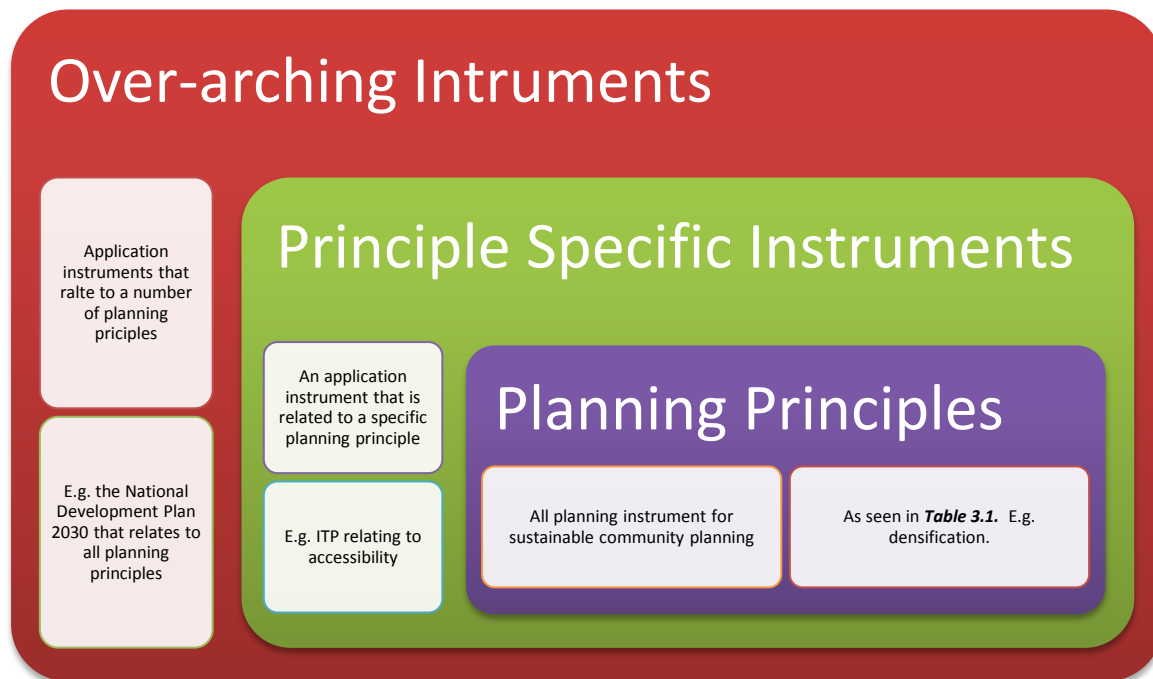 Over-arching Intruments
Application
instruments that
ralte to a number
of planning
priciples
E.g. the National
Development Plan
2030 that relates to
all planning
principles
Principle Specific Instruments
An application
instrument that is
related to a specific
planning principle
E.g. ITP relating to
accessibility
Planning Principles
All planning instrument for
sustainable community planning
As seen in Table 3.1. E.g.
densification.